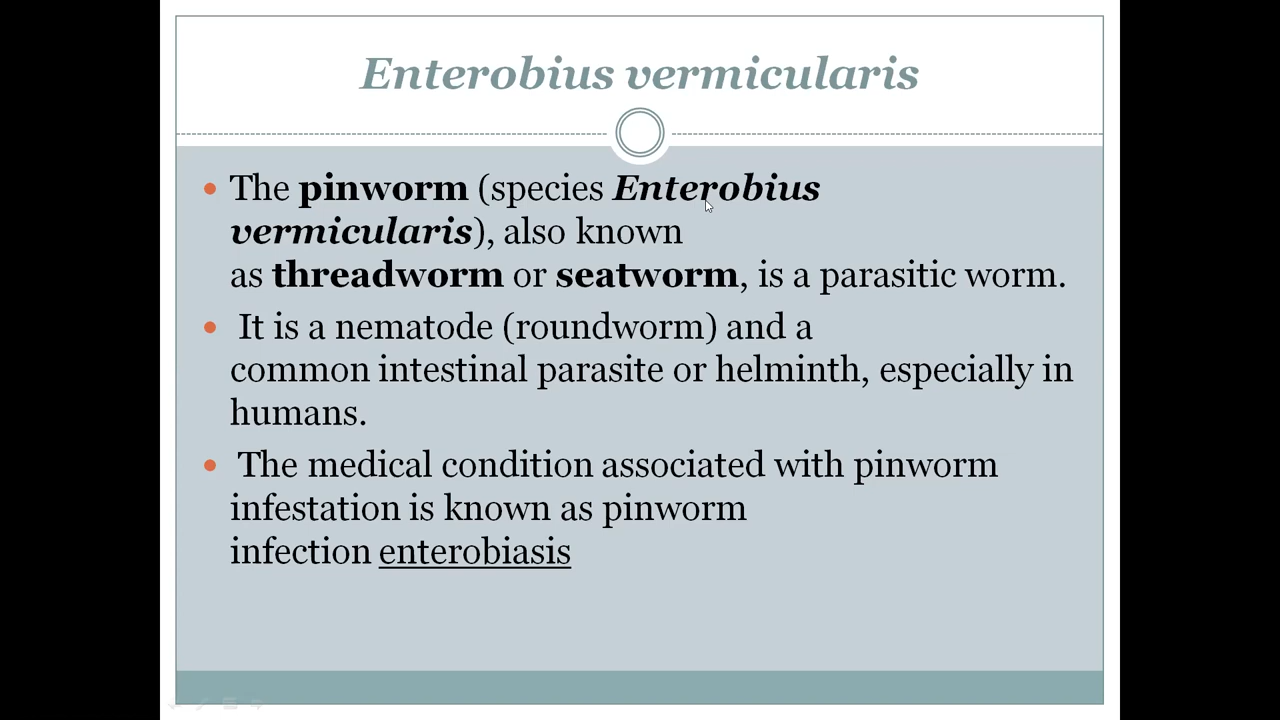 Enterobius vermicularis
The pinworm (species Enterobius
vermicularis), also known
as threadworm or seatworm, is a parasitic worm.
It is a nematode (roundworm) and a
common intestinal parasite or helminth, especially in
humans.
The medical condition associated with pinworm
infestation is known as pinworm
infection enterobiasis